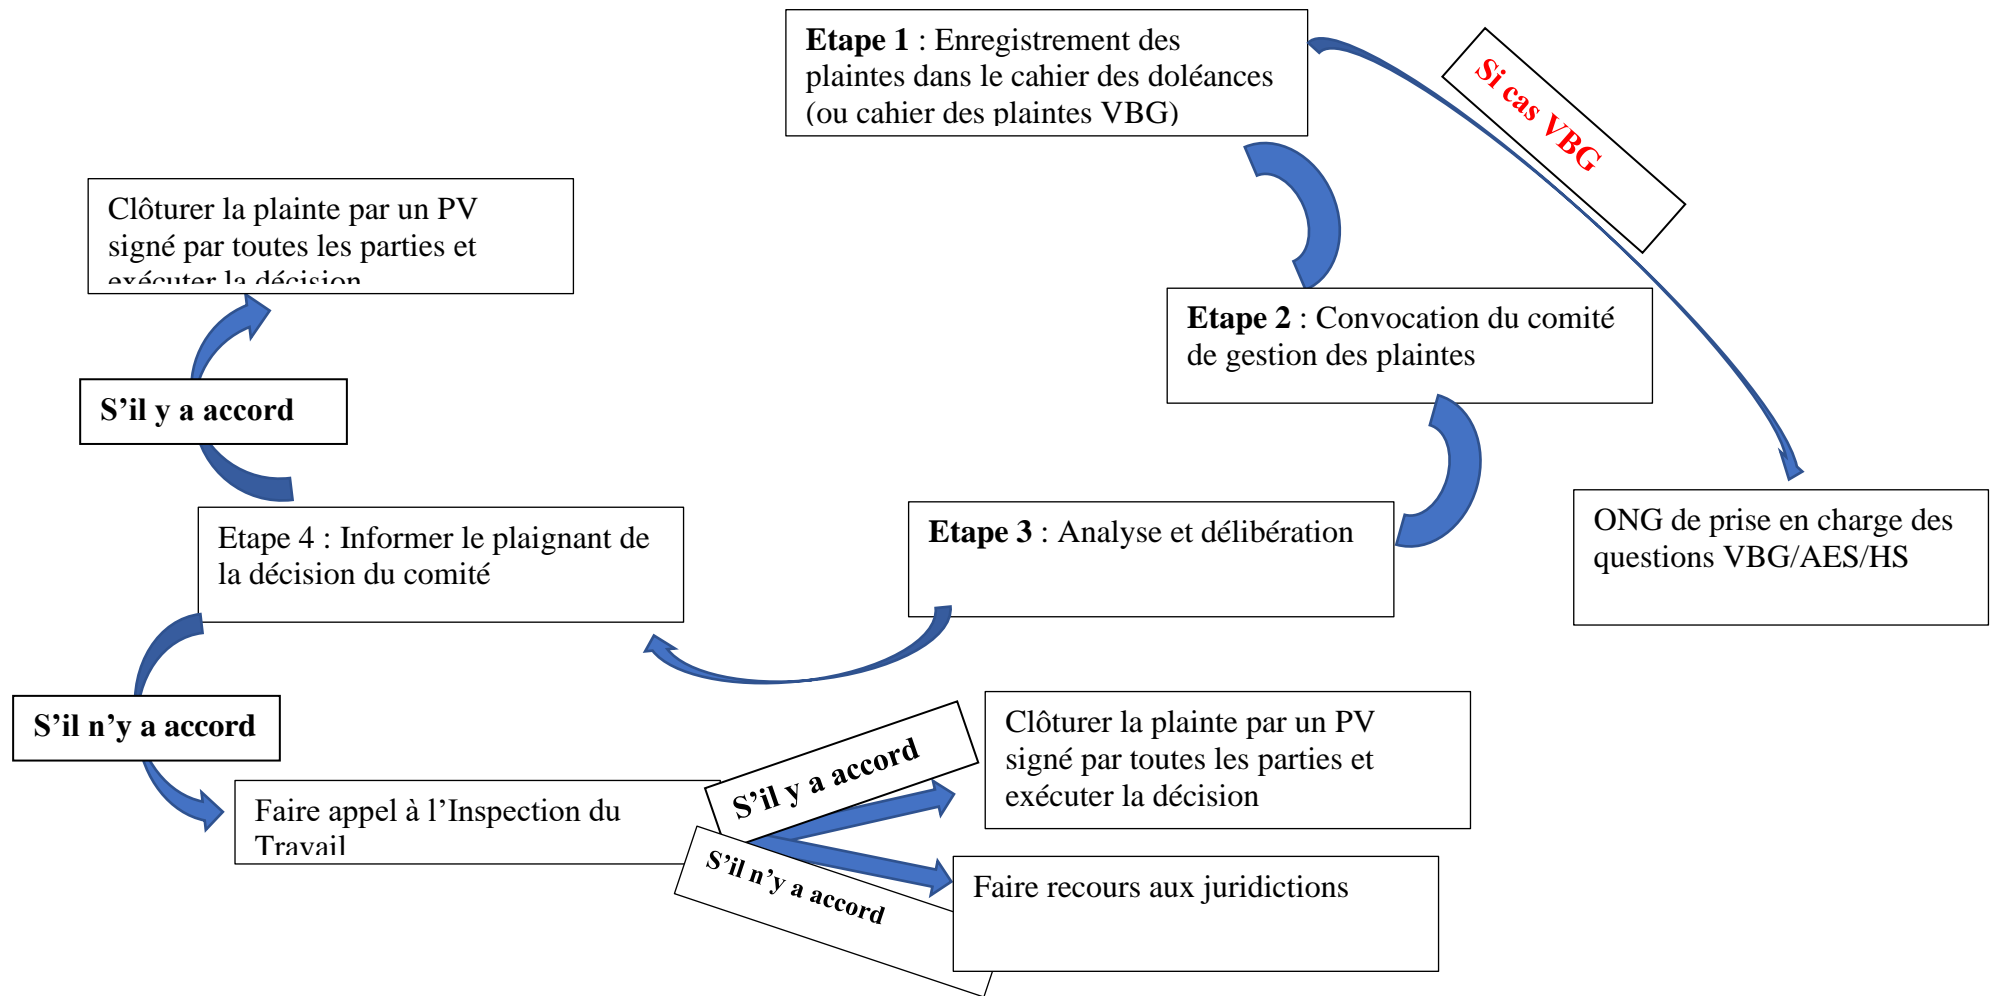 Etape 1 : Enregistrement des
plaintes dans le cahier des doléances
(ou cahier des plaintes VBG)
Si cas VBG
Clôturer la plainte par un PV
signé par toutes les parties et
exécuter la décision
Etape 2 : Convocation du comité
de gestion des plaintes
S’il y a accord
Etape 4 : Informer le plaignant de
la décision du comité
Etape 3 : Analyse et délibération
ONG de prise en charge des
questions VBG/AES/HS
S’il n’y a accord
Faire appel à l’Inspection du
Travail
S’il y a accord
Clôturer la plainte par un PV
signé par toutes les parties et
exécuter la décision
S’il n’y a accord
Faire recours aux juridictions